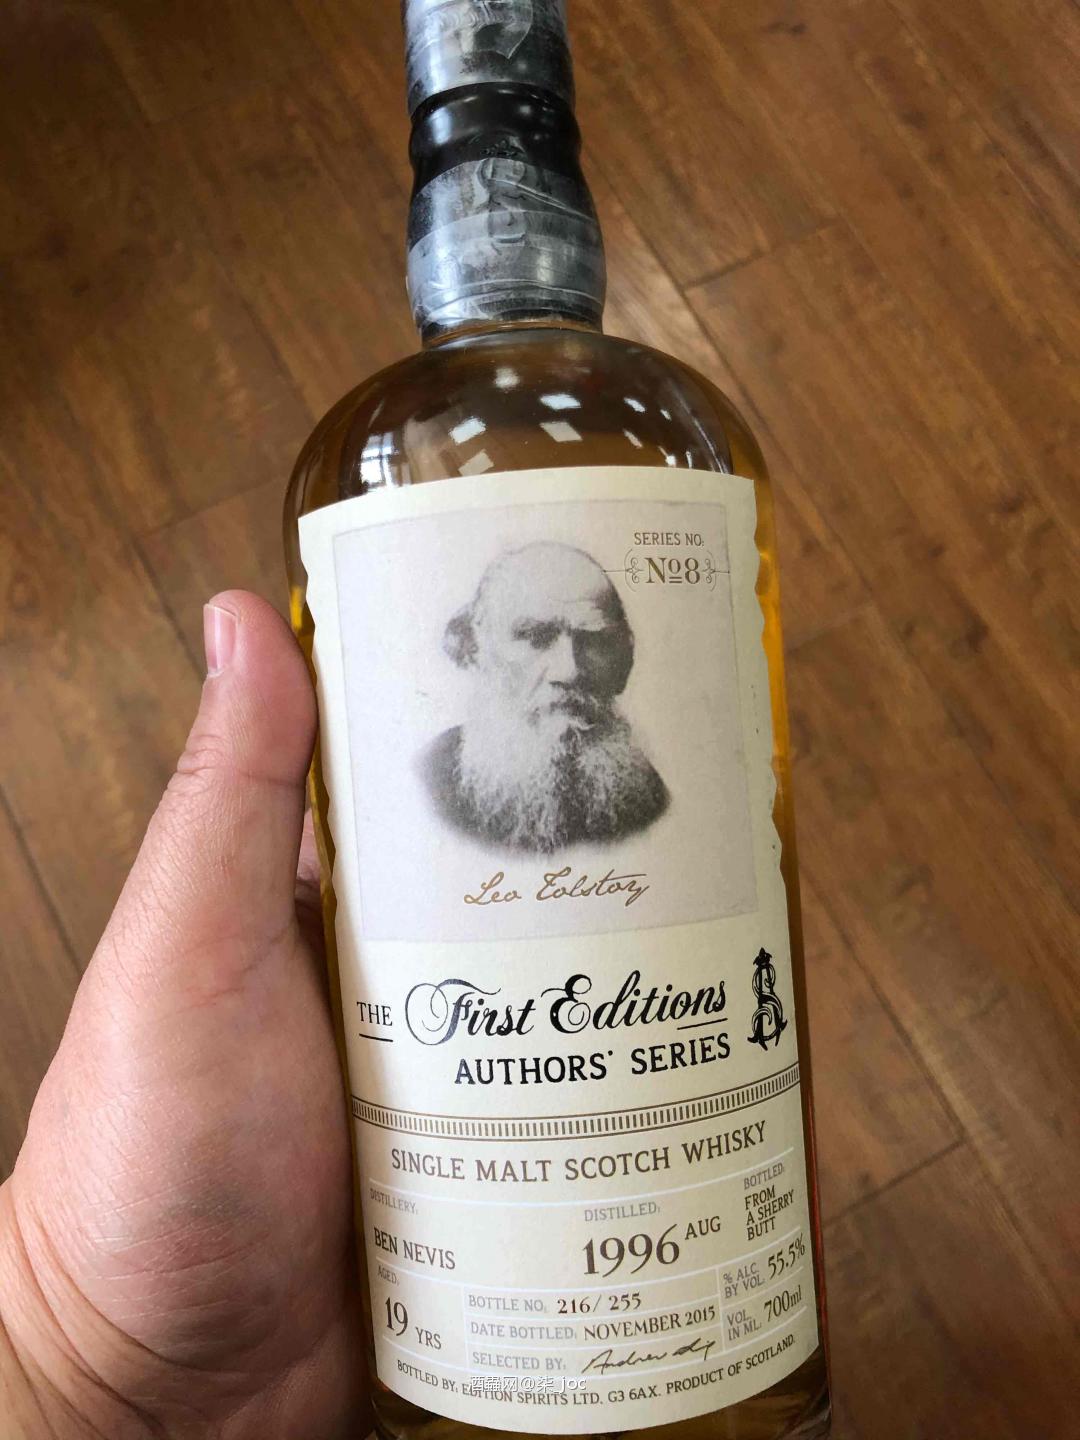 SERIES NO:
№8
Leo Tolstoy
THE First Editions
AUTHORS' SERIES
SINGLE MALT SCOTCH WHISKY
DISTILLERY:
BEN NEVIS
DISTILLED:
1996 AUG
BOTTLED:
FROM
A SHERRY
BUTT
AGED:
19 YRS
BOTTLE NO: 216/ 255
DATE BOTTLED: NOVEMBER 2015
SELECTED BY:
% ALC.
BY VOL: 55.5%
VOL.
IN ML: 700ml
BOTTLED BY: EDITION SPIRITS LTD. G3 6AX. PRODUCT OF SCOTLAND.
酒蟲网@柒_joc